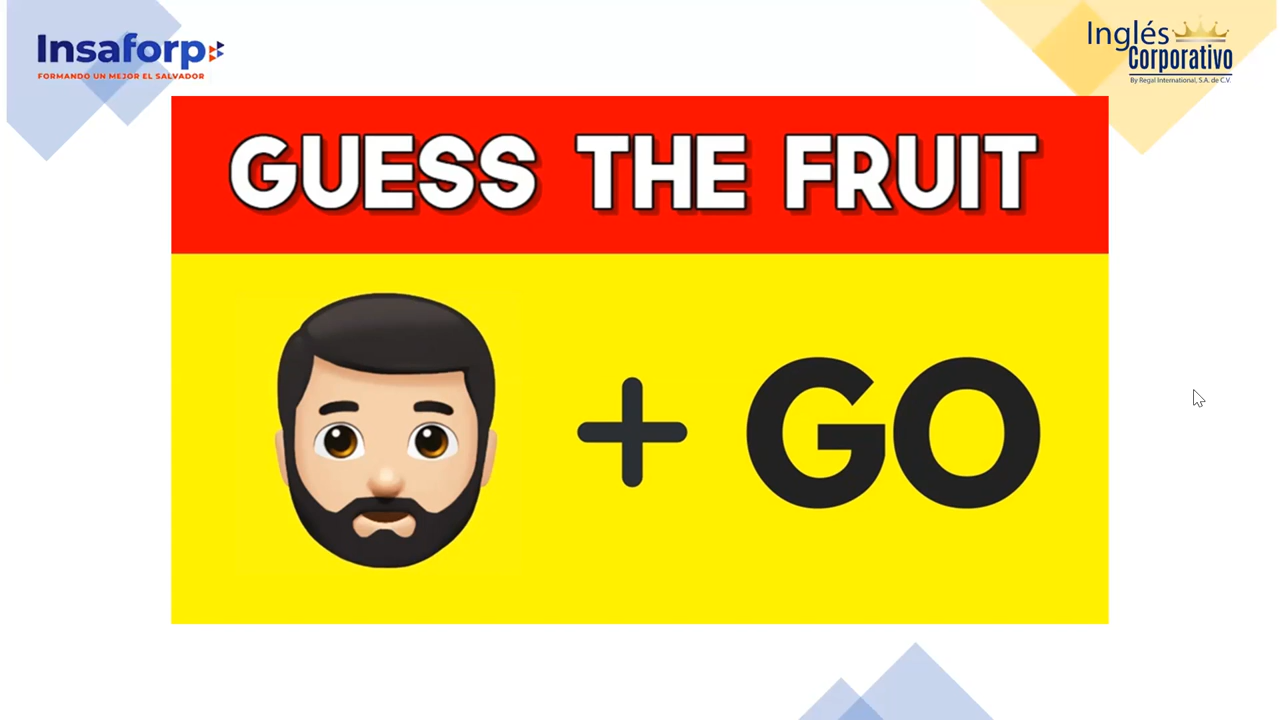 Insaforp
FORMANDO UN MEJOR EL SALVADOR
Inglés
Corporativo
By Regal International, S.A. de C.V.
GUESS THE FRUIT
+ GO